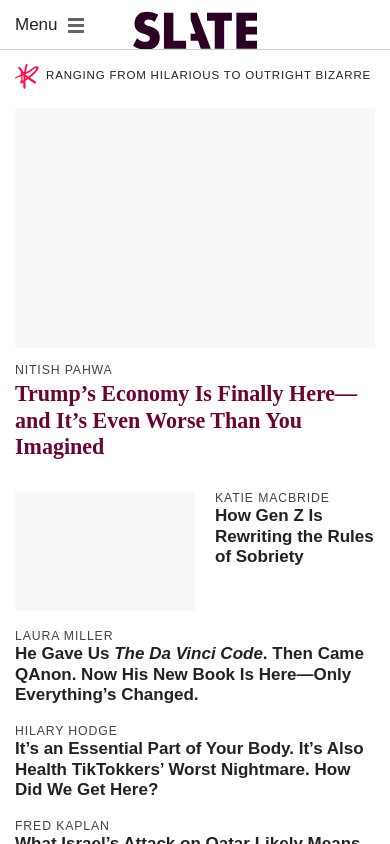 Menu
SLATE
RANGING FROM HILARIOUS TO OUTRIGHT BIZARRE
NITISH PAHWA
Trump’s Economy Is Finally Here—
and It’s Even Worse Than You
Imagined
KATIE MACBRIDE
How Gen Z Is
Rewriting the Rules
of Sobriety
LAURA MILLER
He Gave Us The Da Vinci Code. Then Came
QAnon. Now His New Book Is Here—Only
Everything’s Changed.
HILARY HODGE
It’s an Essential Part of Your Body. It’s Also
Health TikTokkers’ Worst Nightmare. How
Did We Get Here?
FRED KAPLAN
What Israel’s Attack on Qatar Likely Means